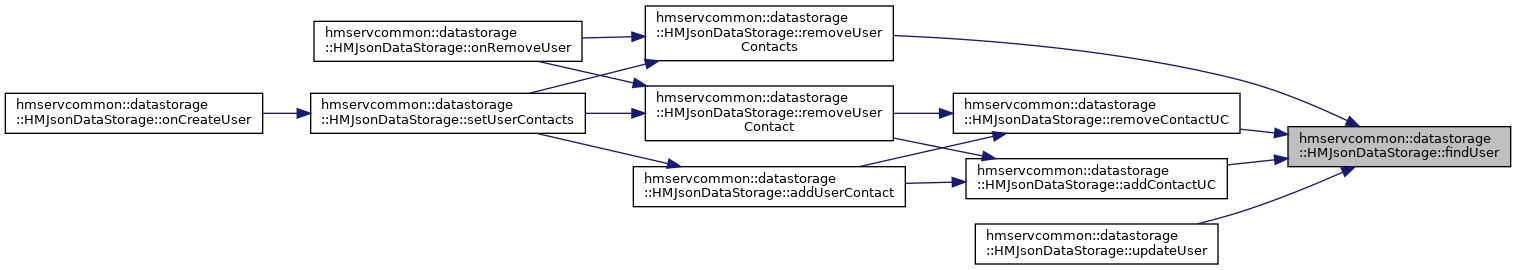 hmservcommon::datastorage
::HMJsonDataStorage::onCreateUser
hmservcommon::datastorage
::HMJsonDataStorage::onRemoveUser
hmservcommon::datastorage
::HMJsonDataStorage::setUserContacts
hmservcommon::datastorage
::HMJsonDataStorage::removeUser
Contacts
hmservcommon::datastorage
::HMJsonDataStorage::removeUser
Contact
hmservcommon::datastorage
::HMJsonDataStorage::addUserContact
hmservcommon::datastorage
::HMJsonDataStorage::removeContactUC
hmservcommon::datastorage
::HMJsonDataStorage::addContactUC
hmservcommon::datastorage
::HMJsonDataStorage::updateUser
hmservcommon::datastorage
::HMJsonDataStorage::findUser